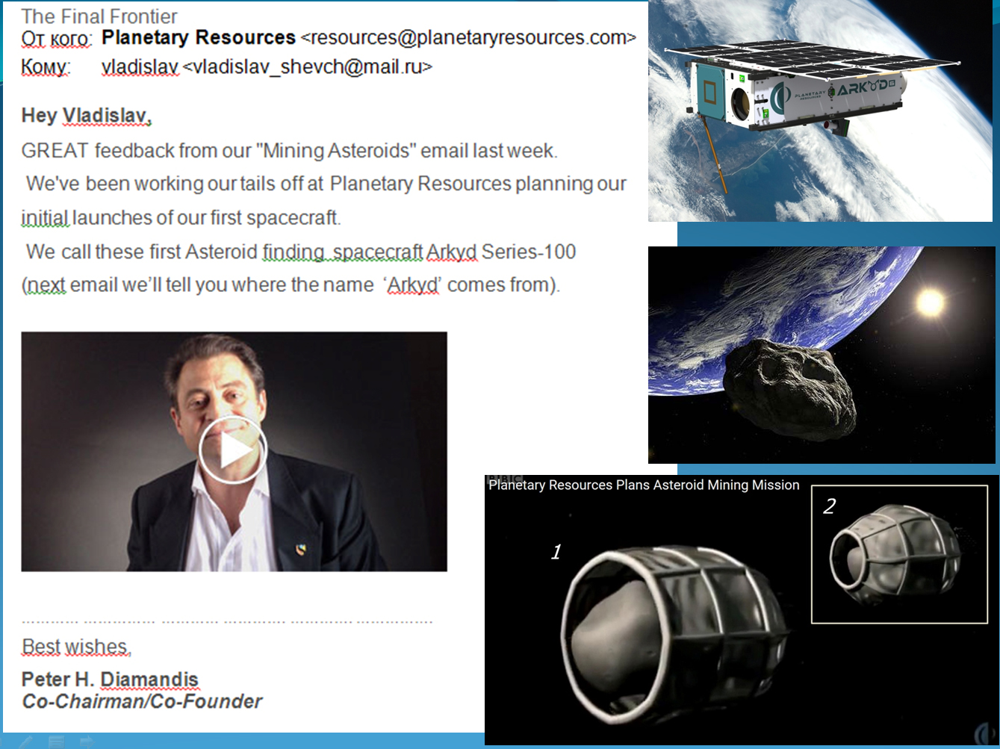 The Final Frontier
От кого: Planetary Resources <resources@planetaryresources.com>
Кому: vladislav <vladislav_shevch@mail.ru>
Hey Vladislav,
GREAT feedback from our "Mining Asteroids" email last week.
We've been working our tails off at Planetary Resources planning our
initial launches of our first spacecraft.
We call these first Asteroid finding spacecraft Arkyd Series-100
(next email we’ll tell you where the name ‘Arkyd’ comes from).
………… ………….. ………… …………. …………. ……………
Best wishes,
Peter H. Diamandis
Co-Chairman/Co-Founder
PLANETARY
RESOURCES
ARKYD6
BBC
Planetary Resources Plans Asteroid Mining Mission
1
2